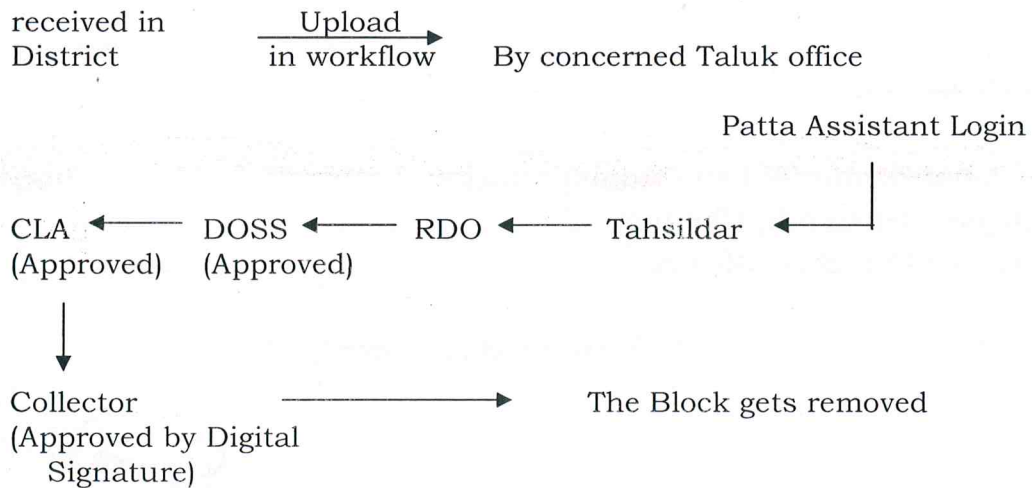 received in
District
Upload
in workflow
By concerned Taluk office
Patta Assistant Login
CLA DOSS RDO Tahsildar
(Approved) (Approved)
Collector The Block gets removed
(Approved by Digital
Signature)